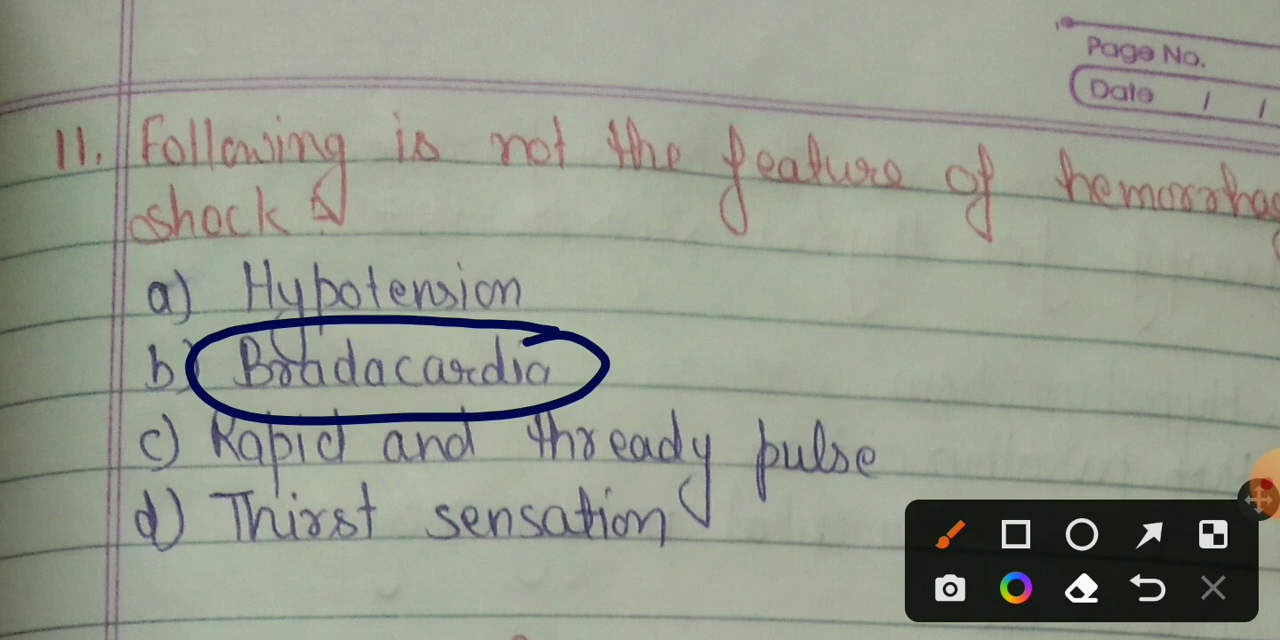 Page No.
Date / /
11. Following is not the feature of
shock
a) Hypotension
b) Bradacardia
c) Rapid and thready pulse
d) Thirst sensation